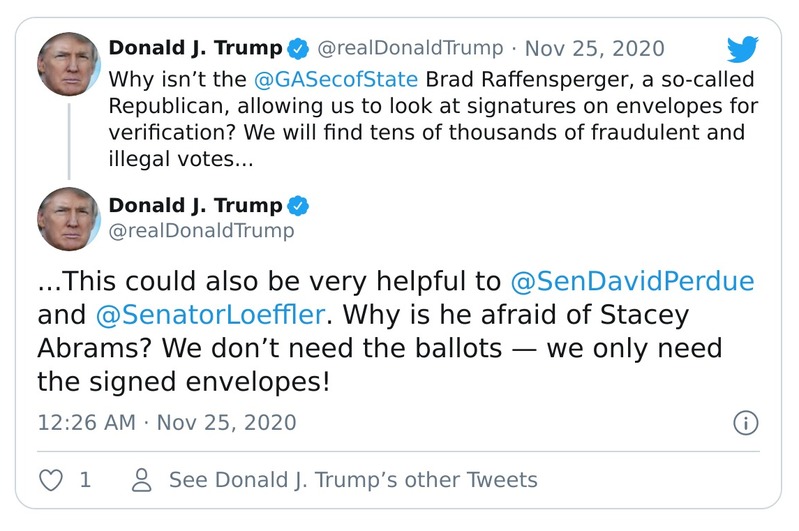 Donald J. Trump @realDonaldTrump · Nov 25, 2020
Why isn’t the @GASecofState Brad Raffensperger, a so-called
Republican, allowing us to look at signatures on envelopes for
verification? We will find tens of thousands of fraudulent and
illegal votes...
Donald J. Trump
@realDonaldTrump
...This could also be very helpful to @SenDavidPerdue
and @SenatorLoeffler. Why is he afraid of Stacey
Abrams? We don’t need the ballots — we only need
the signed envelopes!
12:26 AM · Nov 25, 2020
1 See Donald J. Trump’s other Tweets